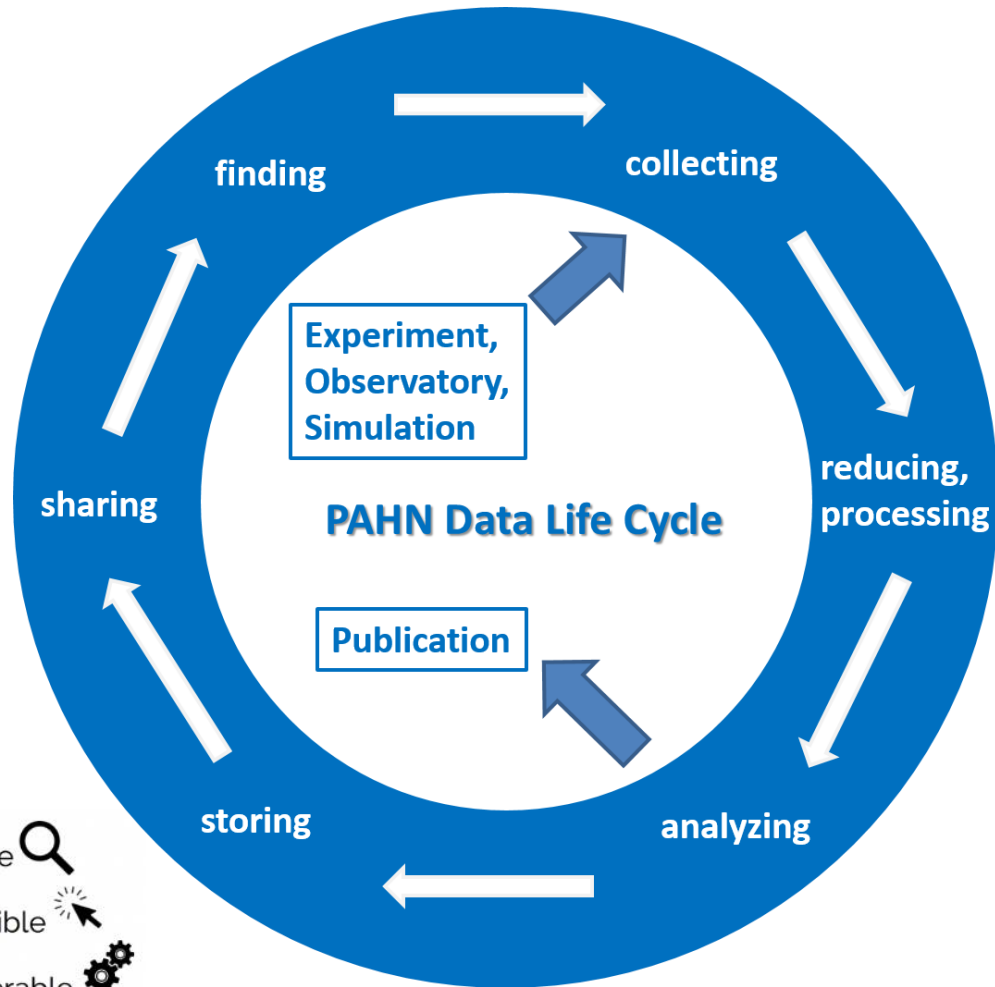 finding
collecting
Experiment,
Observatory,
Simulation
reducing,
processing
sharing
PAHN Data Life Cycle
Publication
storing
analyzing